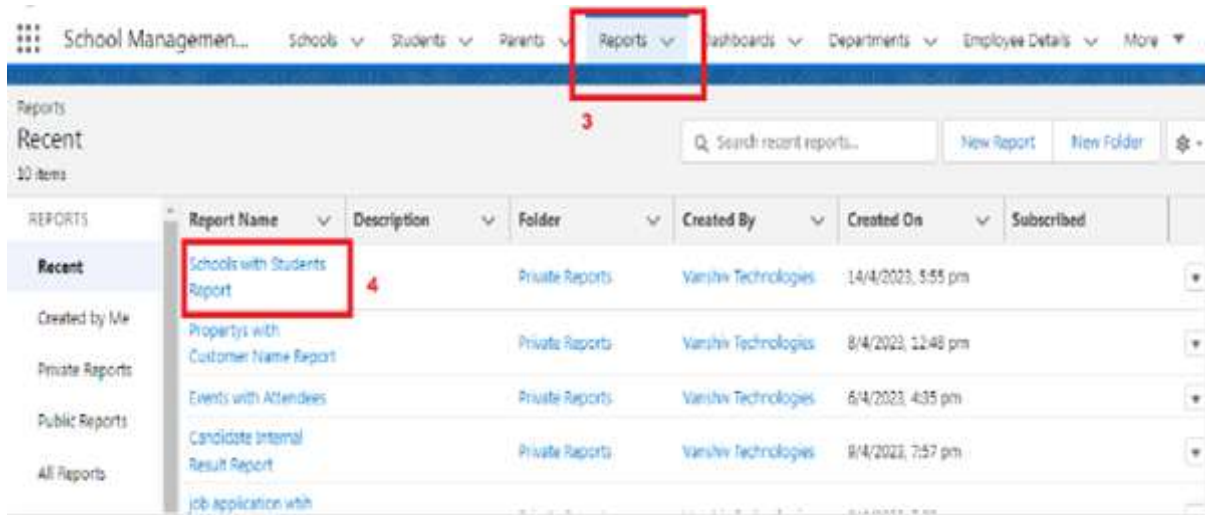 School Managemen... Schools Students Parents Reports Dashboards Departments Employee Details More
Reports
3
Recent
Search recent reports... New Report New Folder
10 items
REPORTS Report Name Description Folder Created By Created On Subscribed
Recent
Created by Me
Private Reports
Public Reports
All Reports
Schools with Students
Report
4
Private Reports Vanshiv Technologies 14/4/2023, 5:55 pm
Propertys with
Customer Name Report
Private Reports Vanshiv Technologies 8/4/2023, 12:48 pm
Events with Attendees Private Reports Vanshiv Technologies 6/4/2023, 4:35 pm
Candidate Internal
Result Report
Private Reports Vanshiv Technologies 9/4/2023, 7:57 pm
job application wtih